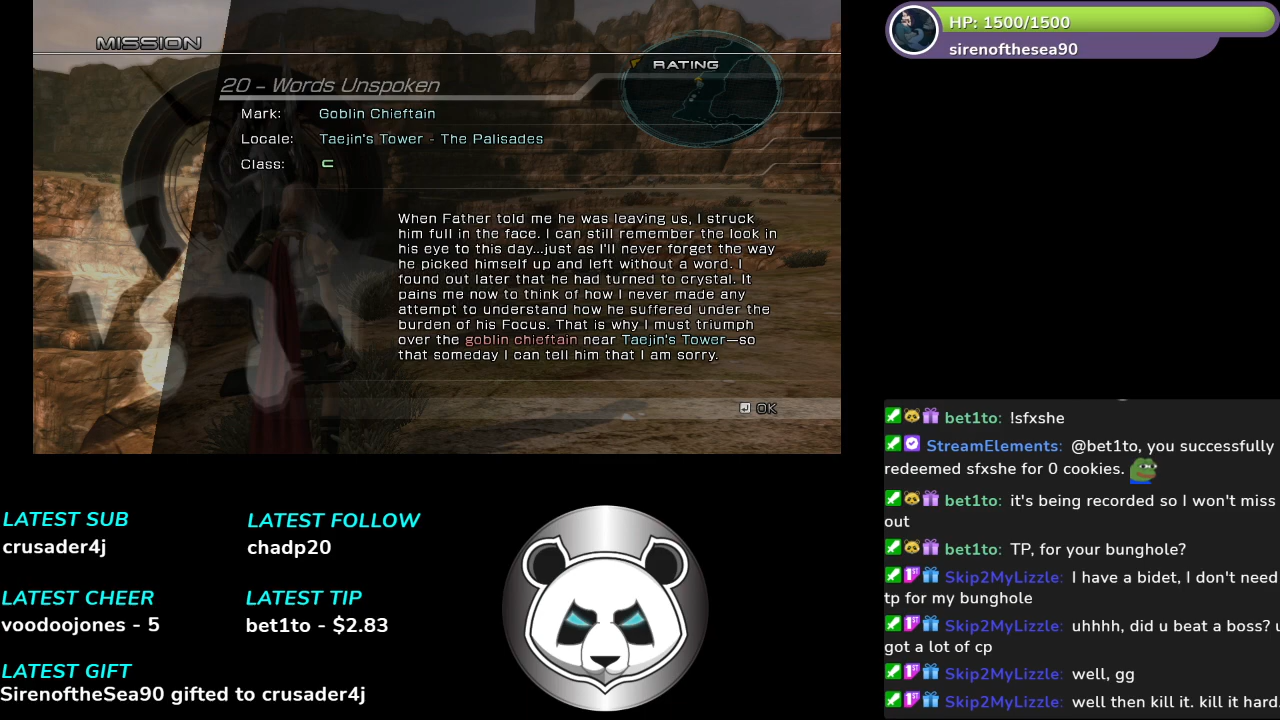 MISSION
RATING
20 - Words Unspoken
Mark: Goblin Chieftain
Locale: Taejin's Tower - The Palisades
Class: C
When Father told me he was leaving us, I struck
him full in the face. I can still remember the look in
his eye to this day...just as I'll never forget the way
he picked himself up and left without a word. I
found out later that he had turned to crystal. It
pains me now to think of how I never made any
attempt to understand how he suffered under the
burden of his Focus. That is why I must triumph
over the goblin chieftain near Taejin's Tower—so
that someday I can tell him that I am sorry.
OK
HP: 1500/1500
sirenofthesea90
LATEST SUB
crusader4j
LATEST FOLLOW
chadp20
LATEST CHEER
voodoojones - 5
LATEST TIP
bet1to - $2.83
LATEST GIFT
SirenoftheSea90 gifted to crusader4j
bet1to: !sfxshe
StreamElements: @bet1to, you successfully
redeemed sfxshe for 0 cookies.
bet1to: it's being recorded so I won't miss
out
bet1to: TP, for your bunghole?
1ST Skip2MyLizzle: I have a bidet, I don't need
tp for my bunghole
1ST Skip2MyLizzle: uhhhh, did u beat a boss? u
got a lot of cp
1ST Skip2MyLizzle: well, gg
1ST Skip2MyLizzle: well then kill it. kill it hard.